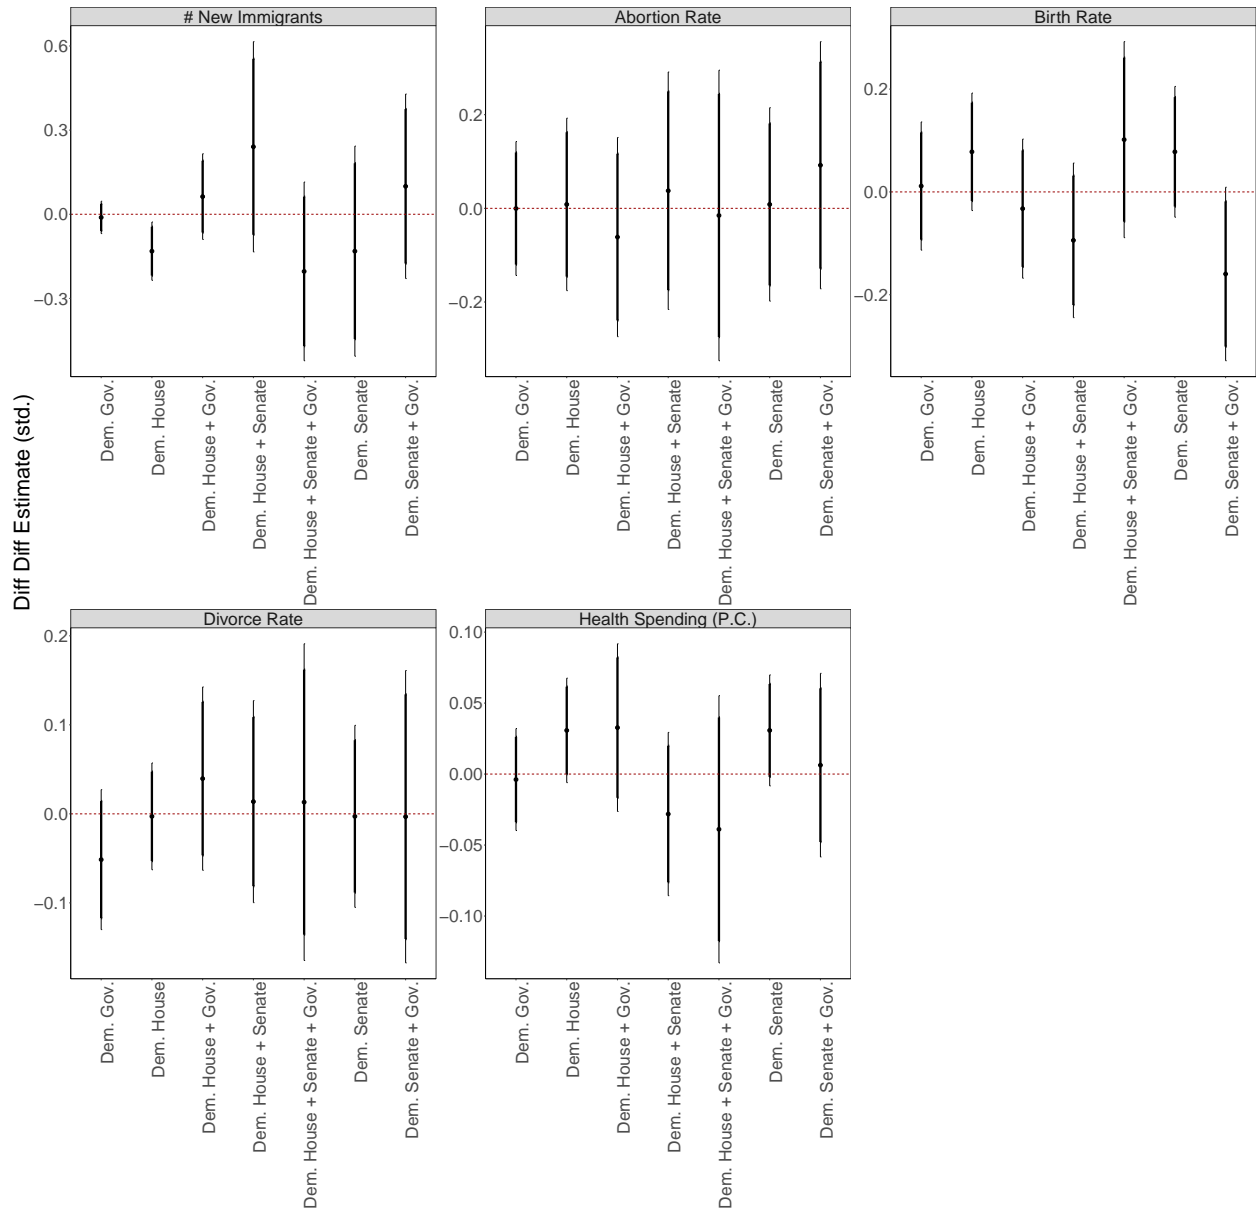 # New Immigrants
Abortion Rate
Birth Rate
0.6
0.3
0.0
−0.3
0.2
0.0
−0.2
0.2
0.0
−0.2
Dem. Gov.
Dem. House
Dem. House + Gov.
Dem. House + Senate
Dem. House + Senate + Gov.
Dem. Senate
Dem. Senate + Gov.
Dem. Gov.
Dem. House
Dem. House + Gov.
Dem. House + Senate
Dem. House + Senate + Gov.
Dem. Senate
Dem. Senate + Gov.
Dem. Gov.
Dem. House
Dem. House + Gov.
Dem. House + Senate
Dem. House + Senate + Gov.
Dem. Senate
Dem. Senate + Gov.
Diff Diff Estimate (std.)
Divorce Rate
Health Spending (P.C.)
0.2
0.1
0.0
−0.1
0.10
0.05
0.00
−0.05
−0.10
Dem. Gov.
Dem. House
Dem. House + Gov.
Dem. House + Senate
Dem. House + Senate + Gov.
Dem. Senate
Dem. Senate + Gov.
Dem. Gov.
Dem. House
Dem. House + Gov.
Dem. House + Senate
Dem. House + Senate + Gov.
Dem. Senate
Dem. Senate + Gov.